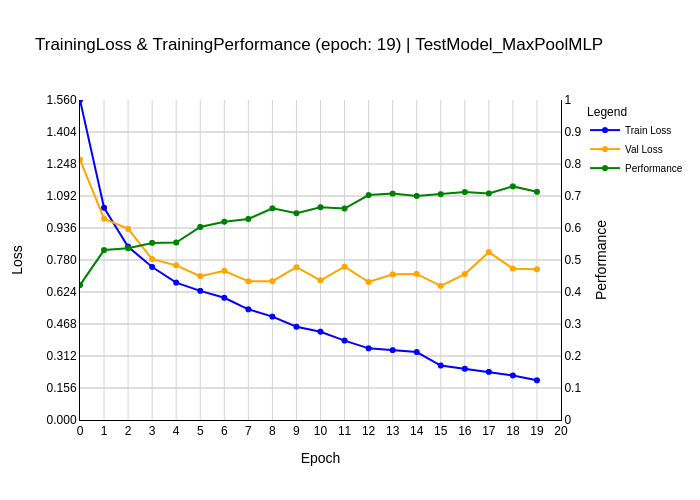 TrainingLoss & TrainingPerformance (epoch: 19) | TestModel_MaxPoolMLP
Legend
Train Loss
Val Loss
Performance
1.560
1.404
1.248
1.092
0.936
0.780
0.624
0.468
0.312
0.156
0.000
Loss
1
0.9
0.8
0.7
0.6
0.5
0.4
0.3
0.2
0.1
0
Performance
0 1 2 3 4 5 6 7 8 9 10 11 12 13 14 15 16 17 18 19 20
Epoch